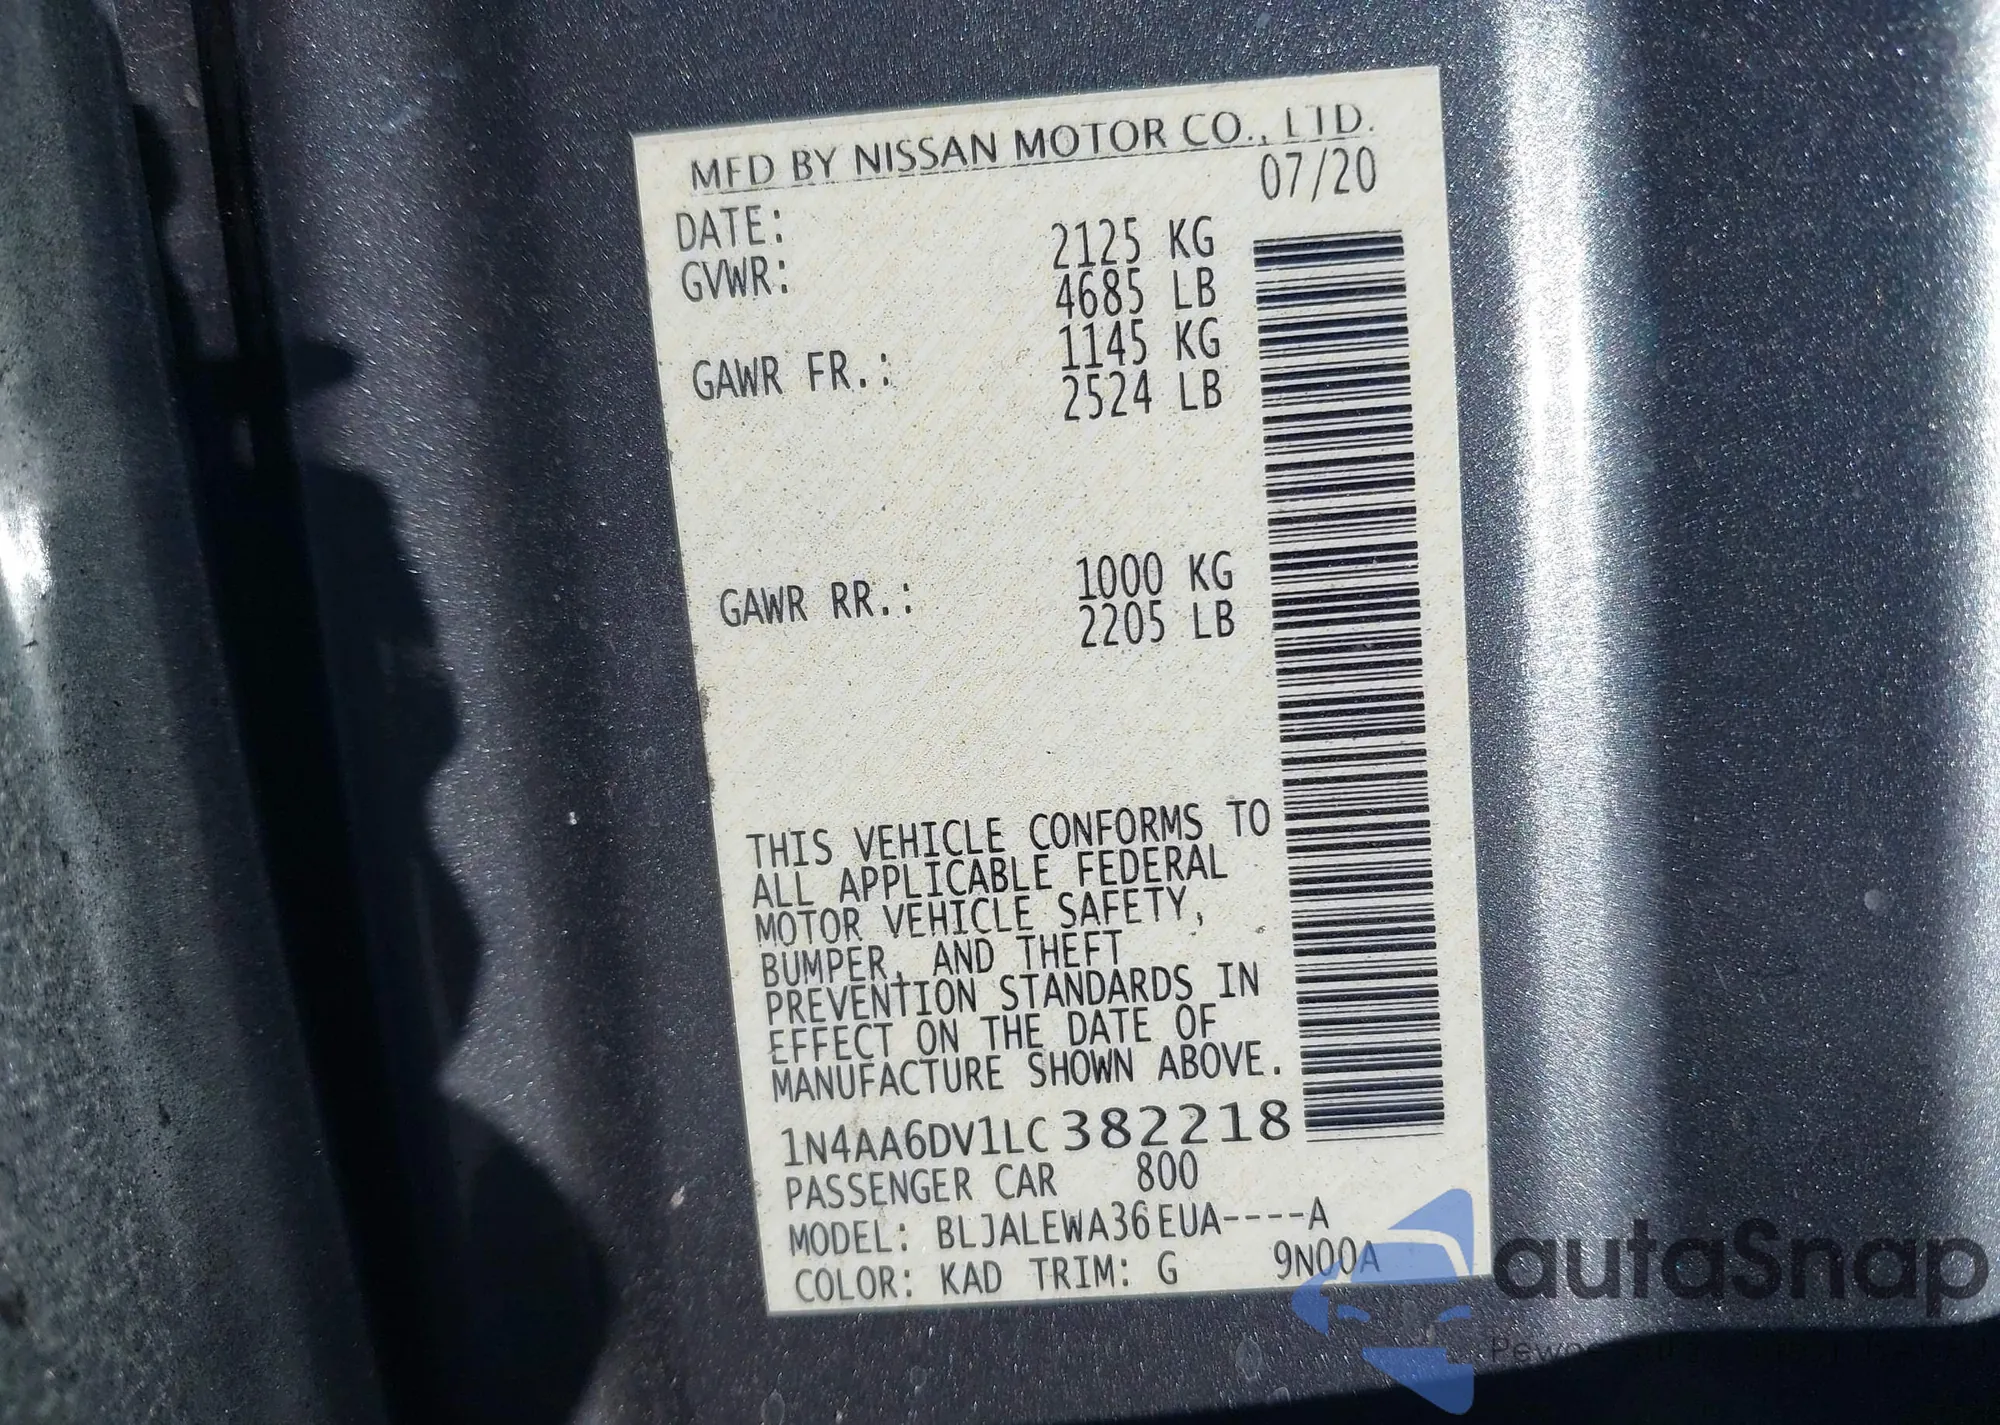 MFD BY NISSAN MOTOR CO., LTD.
DATE: 07/20
GVWR: 2125 KG
4685 LB
GAWR FR.: 1145 KG
2524 LB
GAWR RR.: 1000 KG
2205 LB
THIS VEHICLE CONFORMS TO
ALL APPLICABLE FEDERAL
MOTOR VEHICLE SAFETY,
BUMPER, AND THEFT
PREVENTION STANDARDS IN
EFFECT ON THE DATE OF
MANUFACTURE SHOWN ABOVE.
1N4AA6DV1LC382218
PASSENGER CAR 800
MODEL: BLJALEWA36EUA----A
COLOR: KAD TRIM: G 9N00A
autaSnap